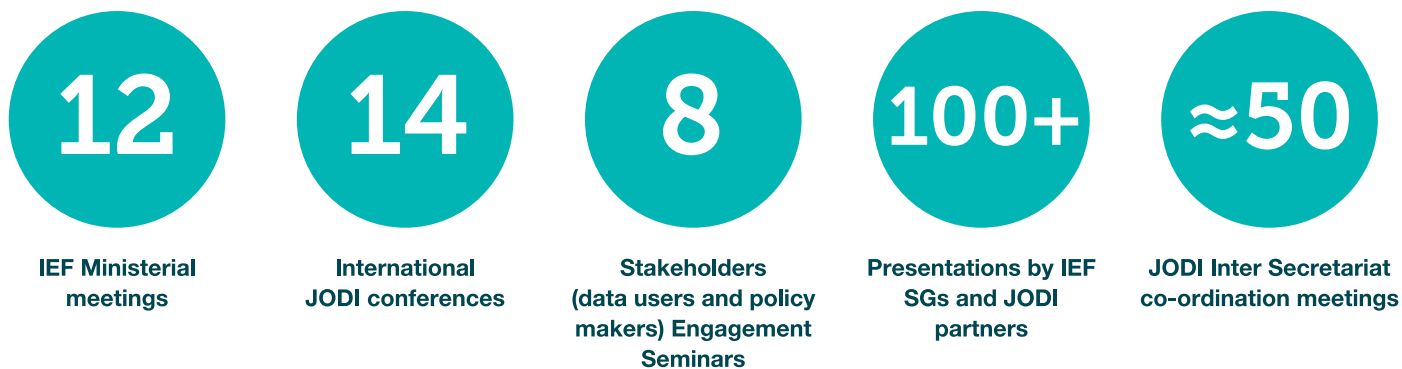 12
IEF Ministerial
meetings
14
International
JODI conferences
8
Stakeholders
(data users and policy
makers) Engagement
Seminars
100+
Presentations by IEF
SGs and JODI
partners
≈50
JODI Inter Secretariat
co-ordination meetings